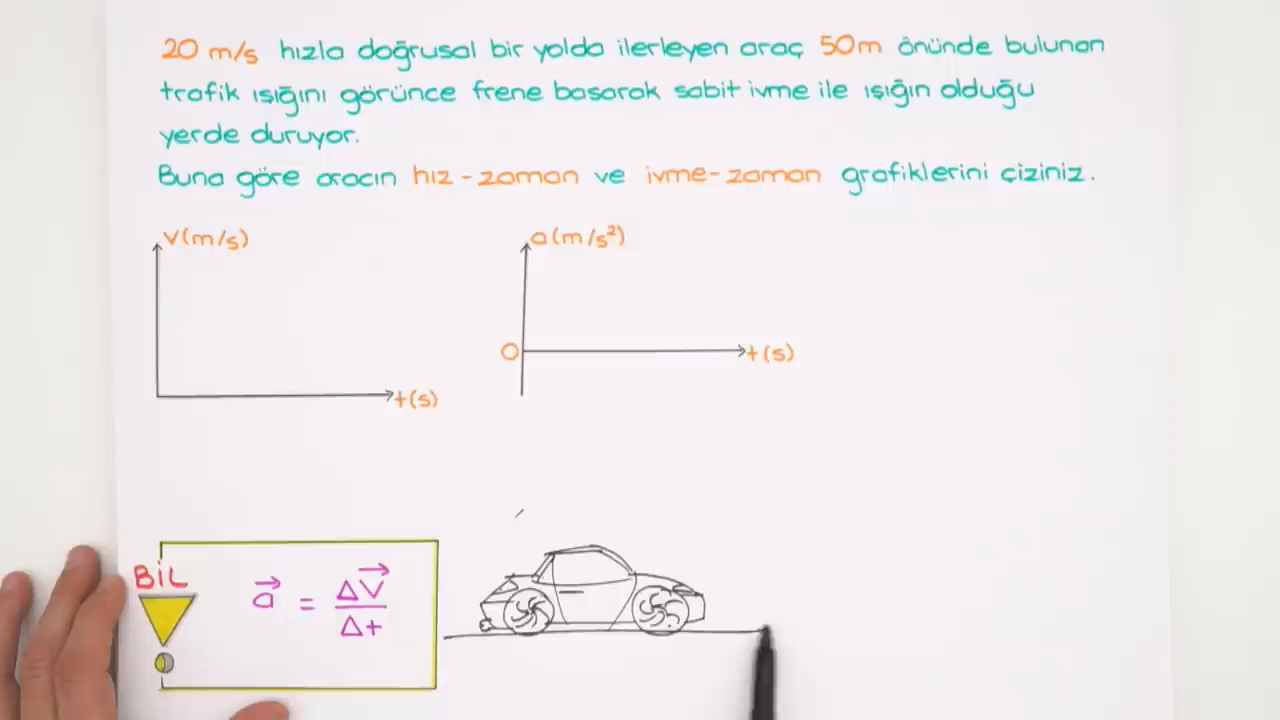 20 m/s hızla doğrusal bir yolda ilerleyen araç 50m önünde bulunan
trafik ışığını görünce frene basarak sabit ivme ile ışığın olduğu
yerde duruyor.
Buna göre aracın hız-zaman ve ivme-zaman grafiklerini çiziniz.
V(m/s)
a(m/s²)
0
t(s)
t(s)
BİL
a⃗ = ΔV⃗/Δt